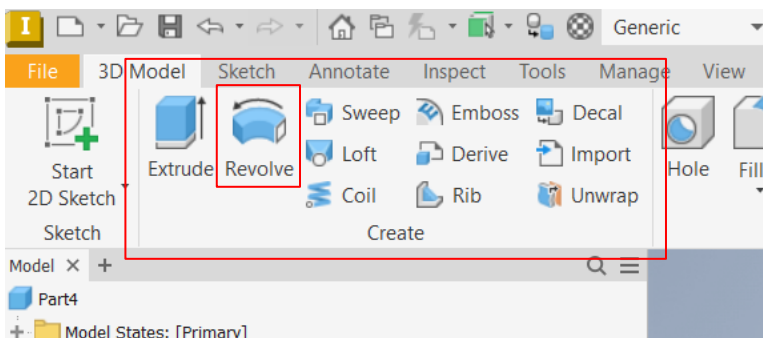 I Generic
File 3D Model Sketch Annotate Inspect Tools Manage View
Start
2D Sketch
Extrude
Revolve
Sweep
Loft
Coil
Emboss
Derive
Rib
Decal
Import
Unwrap
Hole
Fill
Sketch Create
Model
Part4
Model States: [Primary]